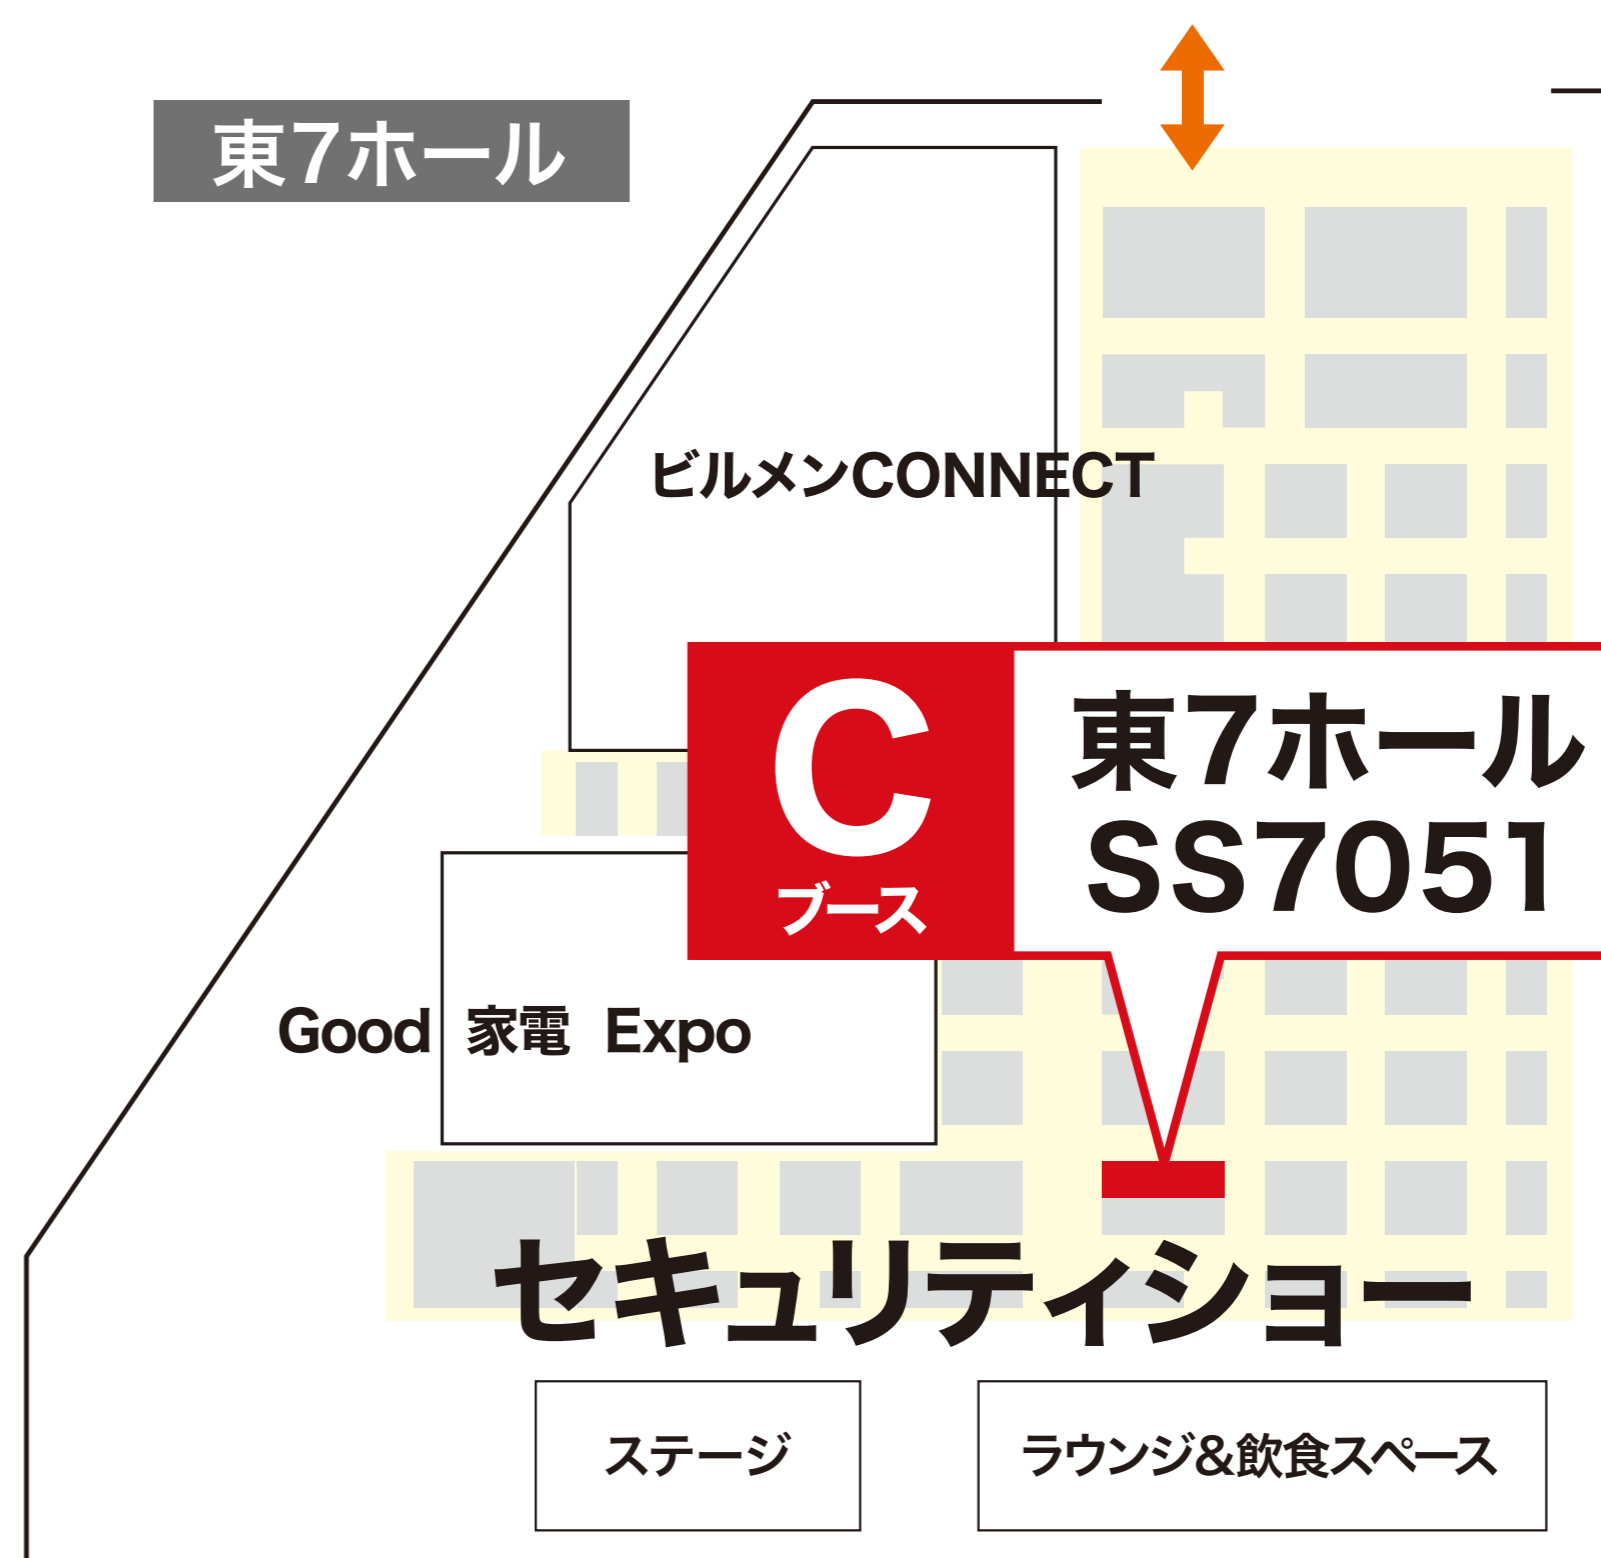 東7ホール
ビルメンCONNECT
C
ブース
東7ホール
SS7051
Good 家電 Expo
セキュリティショー
ステージ
ラウンジ&飲食スペース